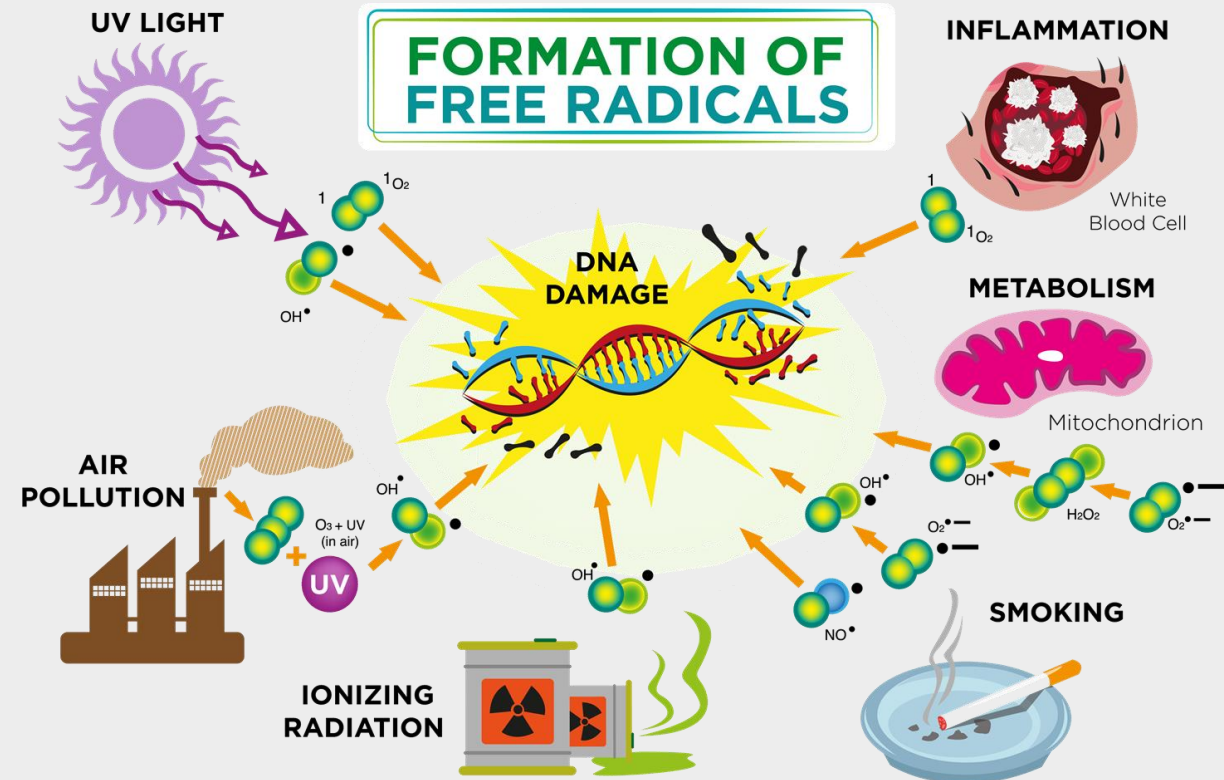 FORMATION OF
FREE RADICALS
UV LIGHT
1
¹O₂
OH•
INFLAMMATION
White
Blood Cell
1
¹O₂
DNA
DAMAGE
METABOLISM
Mitochondrion
OH•
H₂O₂
O₂•–
AIR
POLLUTION
O₃ + UV
(in air)
+
UV
OH•
IONIZING
RADIATION
OH•
SMOKING
OH•
O₂•–
NO•